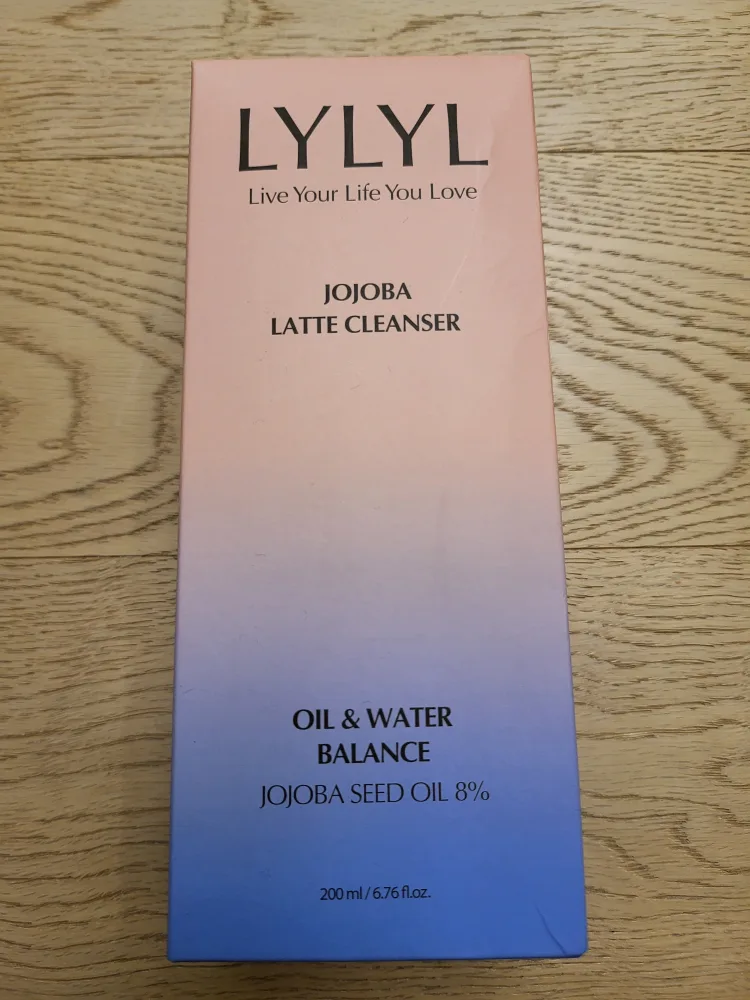 LYLYL
Live Your Life You Love
JOJOBA
LATTE CLEANSER
OIL & WATER
BALANCE
JOJOBA SEED OIL 8%
200 ml / 6.76 fl.oz.